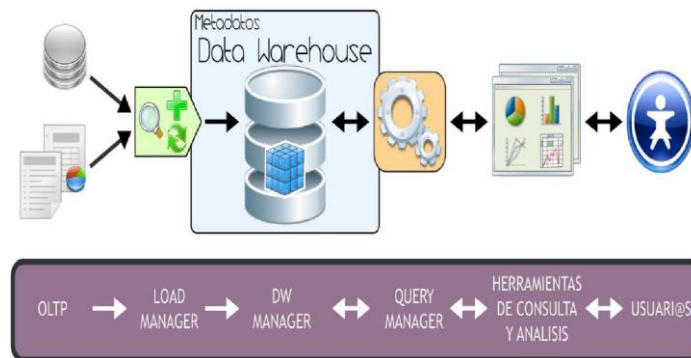 Metadatos
Data Warehouse
OLTP
LOAD
MANAGER
DW
MANAGER
QUERY
MANAGER
HERRAMIENTAS
DE CONSULTA
Y ANALISIS
USUARI@S